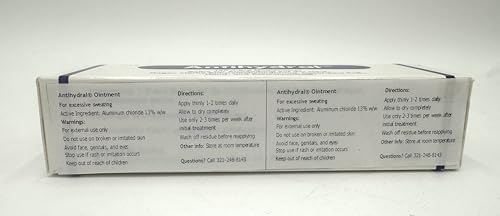 Antihydral
Antihydral® Ointment
For excessive sweating
Active Ingredient: Aluminum chloride 13% w/w
Warnings:
For external use only
Do not use on broken or irritated skin
Avoid face, genitals, and eyes
Stop use if rash or irritation occurs
Keep out of reach of children
Directions:
Apply thinly 1-2 times daily
Allow to dry completely
Use only 2-3 times per week after
initial treatment
Wash off residue before reapplying
Other info: Store at room temperature
Questions? Call 321-248-8143
Antihydral® Ointment
For excessive sweating
Active Ingredient: Aluminum chloride 13% w/w
Warnings:
For external use only
Do not use on broken or irritated skin
Avoid face, genitals, and eyes
Stop use if rash or irritation occurs
Keep out of reach of children
Directions:
Apply thinly 1-2 times daily
Allow to dry completely
Use only 2-3 times per week after
initial treatment
Wash off residue before reapplying
Other info: Store at room temperature
Questions? Call 321-248-8143